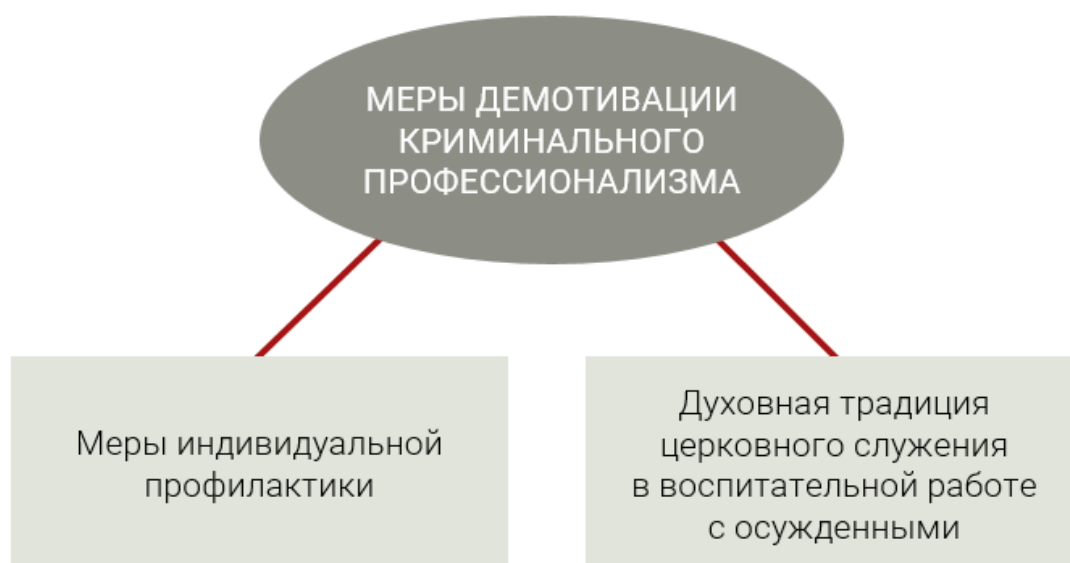 МЕРЫ ДЕМОТИВАЦИИ
КРИМИНАЛЬНОГО
ПРОФЕССИОНАЛИЗМА
Меры индивидуальной
профилактики
Духовная традиция
церковного служения
в воспитательной работе
с осужденными